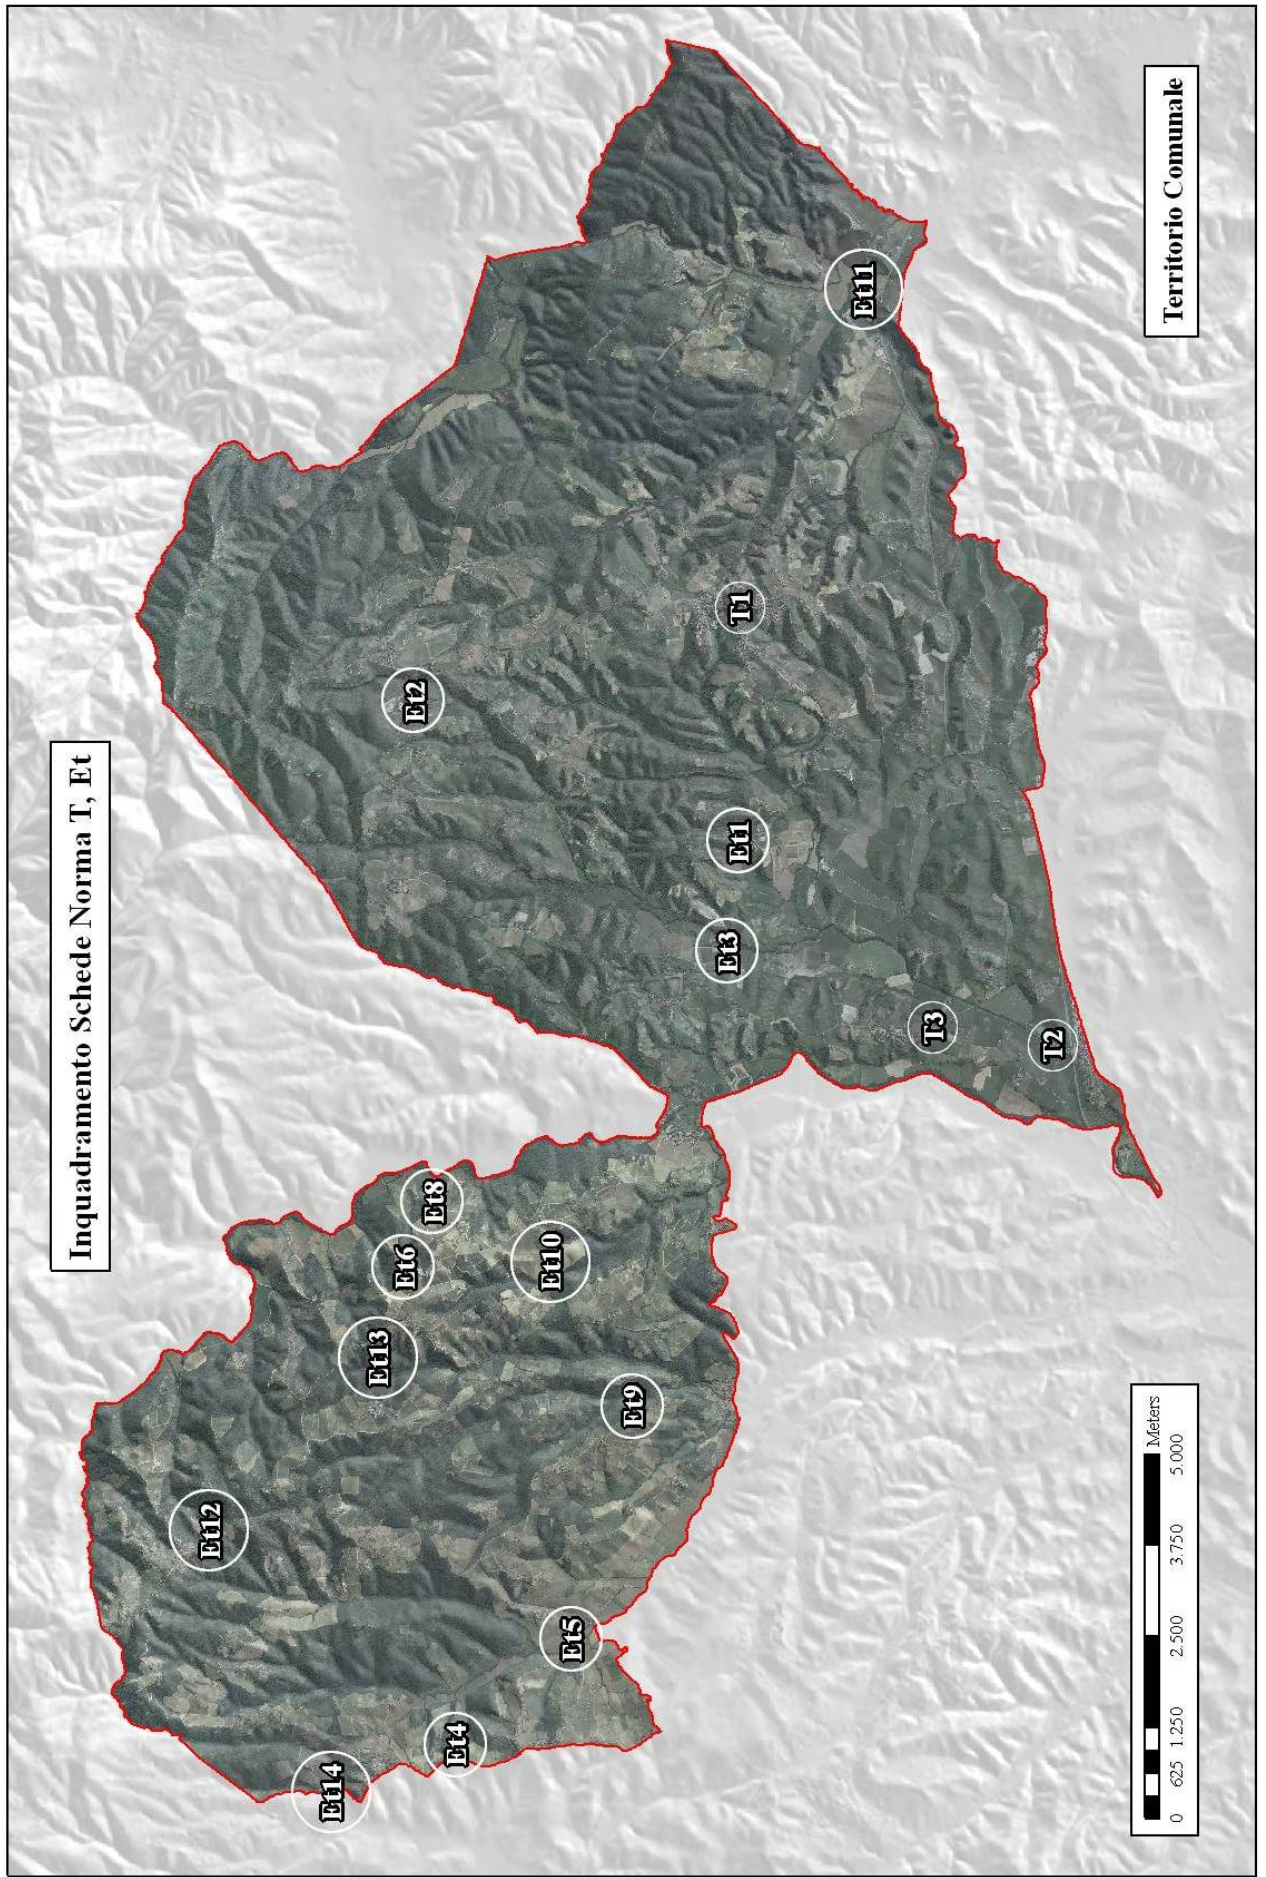 Inquadramento Schede Norma T, Et
Et12
Et14
Et13
Et6
Et2
Et8
Et4
Et10
Et5
Et9
Et3
Et1
T1
Et11
T3
T2
Meters
0 625 1.250 2.500 3.750 5.000
Territorio Comunale